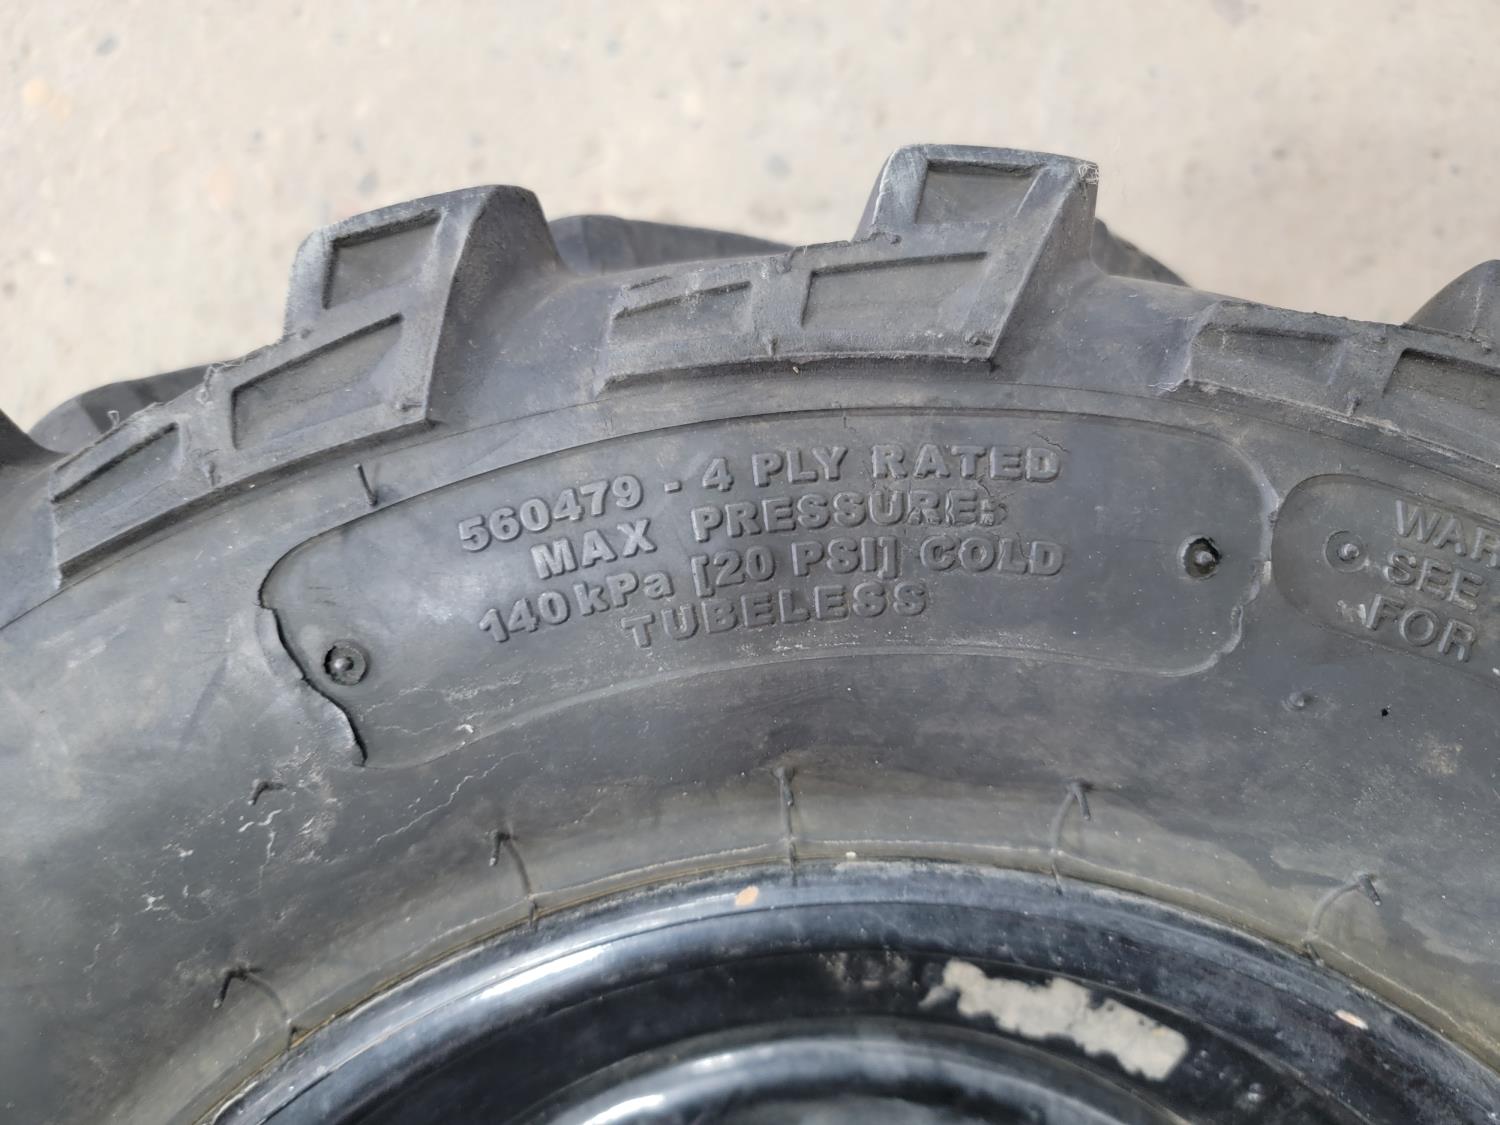 560479 - 4 PLY RATED
MAX PRESSURE:
140 kPa [20 PSI] COLD
TUBELESS
SEE
FOR